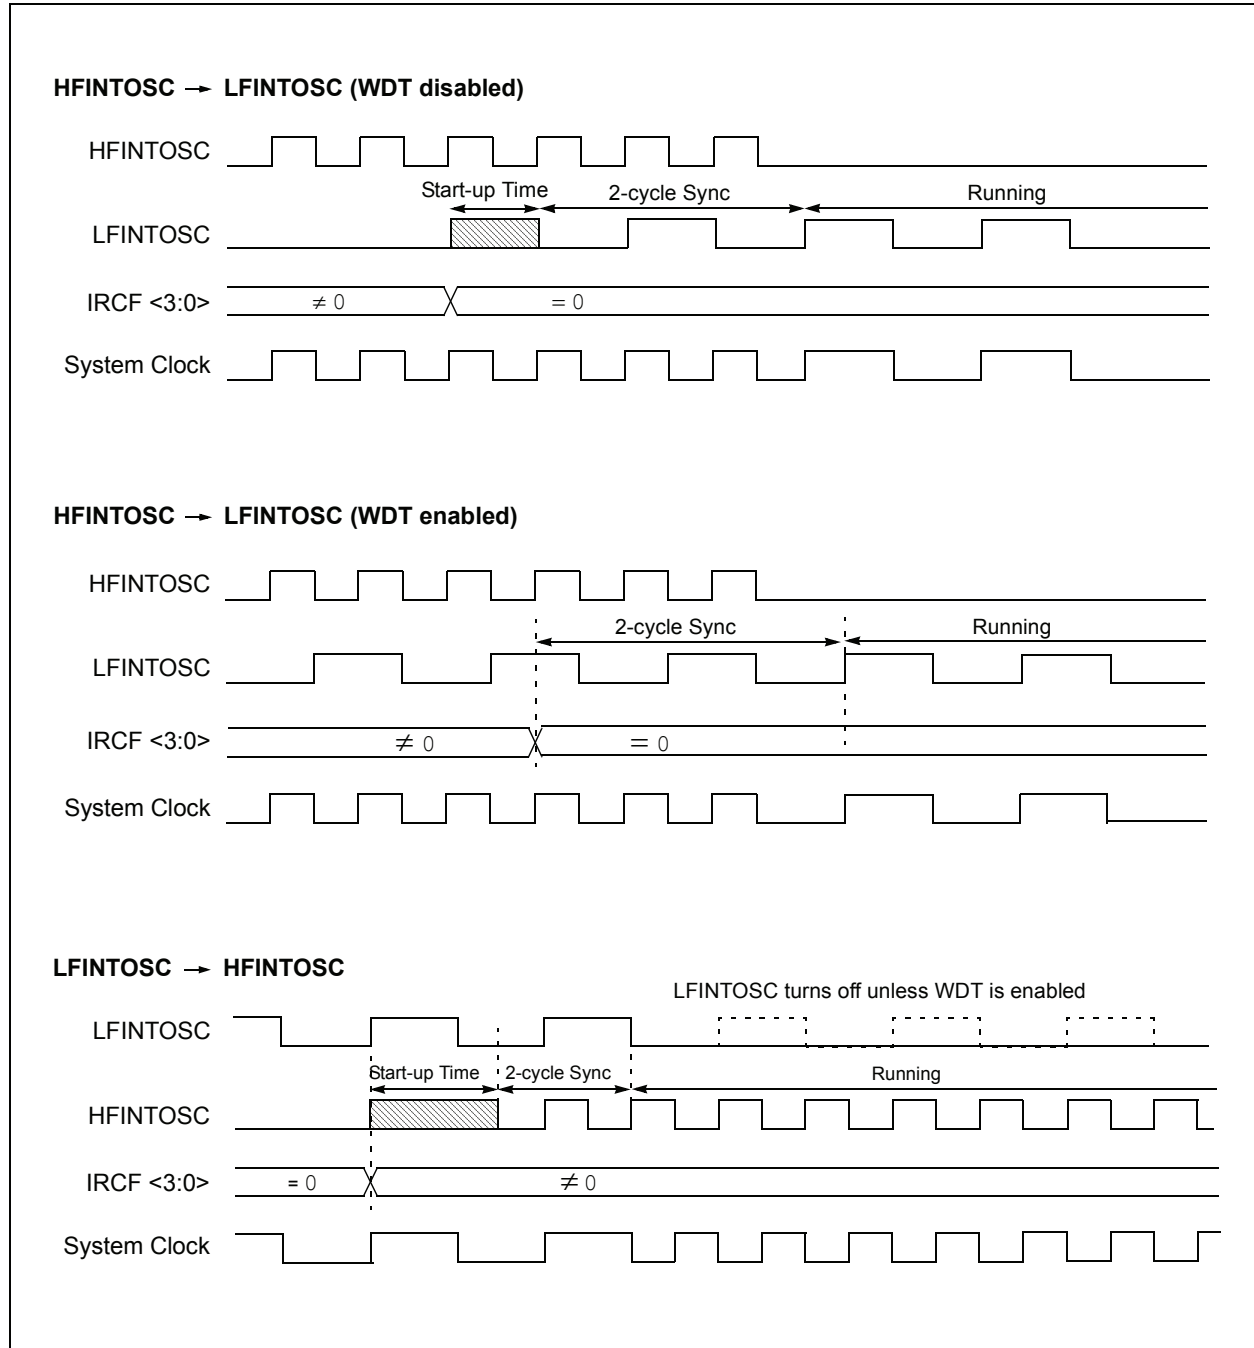 HFINTOSC → LFINTOSC (WDT disabled)
HFINTOSC
Start-up Time 2-cycle Sync Running
LFINTOSC
IRCF <3:0> ≠ 0 = 0
System Clock
HFINTOSC → LFINTOSC (WDT enabled)
HFINTOSC
2-cycle Sync Running
LFINTOSC
IRCF <3:0> ≠ 0 = 0
System Clock
LFINTOSC → HFINTOSC
LFINTOSC turns off unless WDT is enabled
LFINTOSC
Start-up Time 2-cycle Sync Running
HFINTOSC
IRCF <3:0> = 0 ≠ 0
System Clock